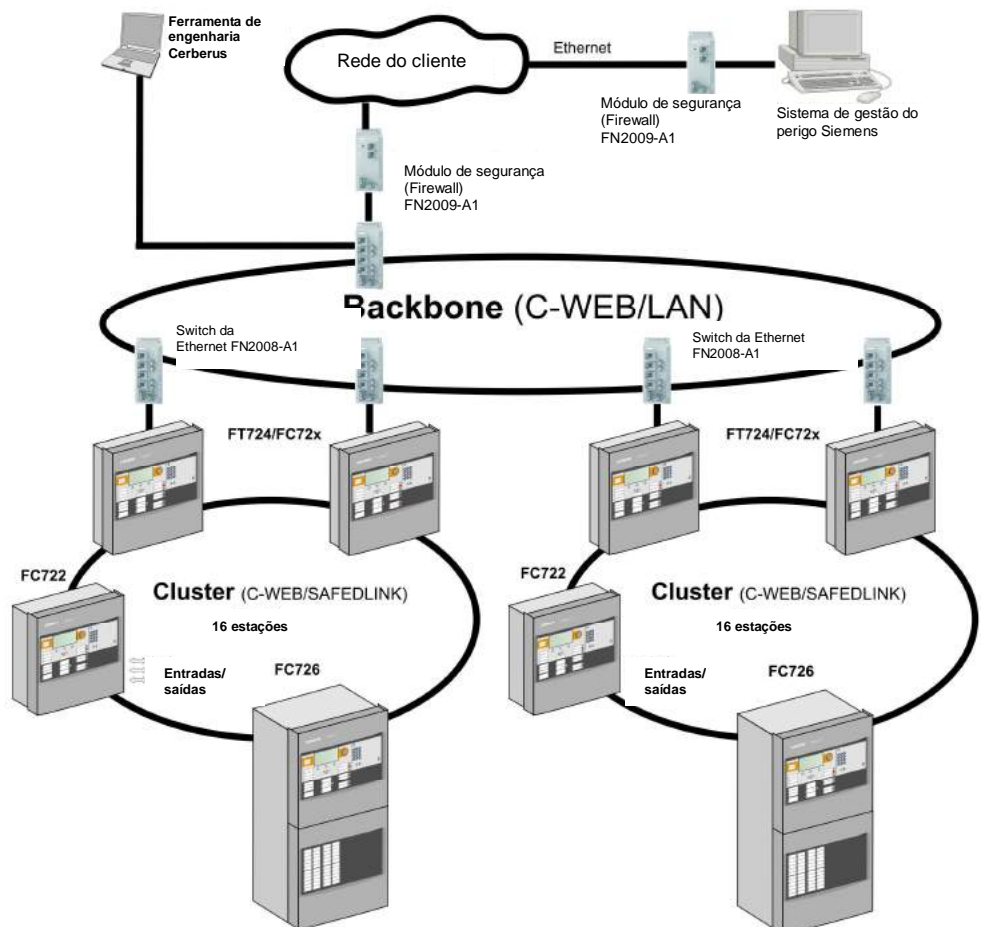 Ferramenta de
engenharia
Cerberus
Rede do cliente
Ethernet
Módulo de segurança
(Firewall)
FN2009-A1
Sistema de gestão do
perigo Siemens
Módulo de segurança
(Firewall)
FN2009-A1
Backbone (C-WEB/LAN)
Switch da
Ethernet FN2008-A1
Switch da Ethernet
FN2008-A1
FT724/FC72x
FT724/FC72x
FC722
Cluster (C-WEB/SAFEDLINK)
16 estações
Entradas/
saídas
FC726
FC722
Cluster (C-WEB/SAFEDLINK)
16 estações
Entradas/
saídas
FC726